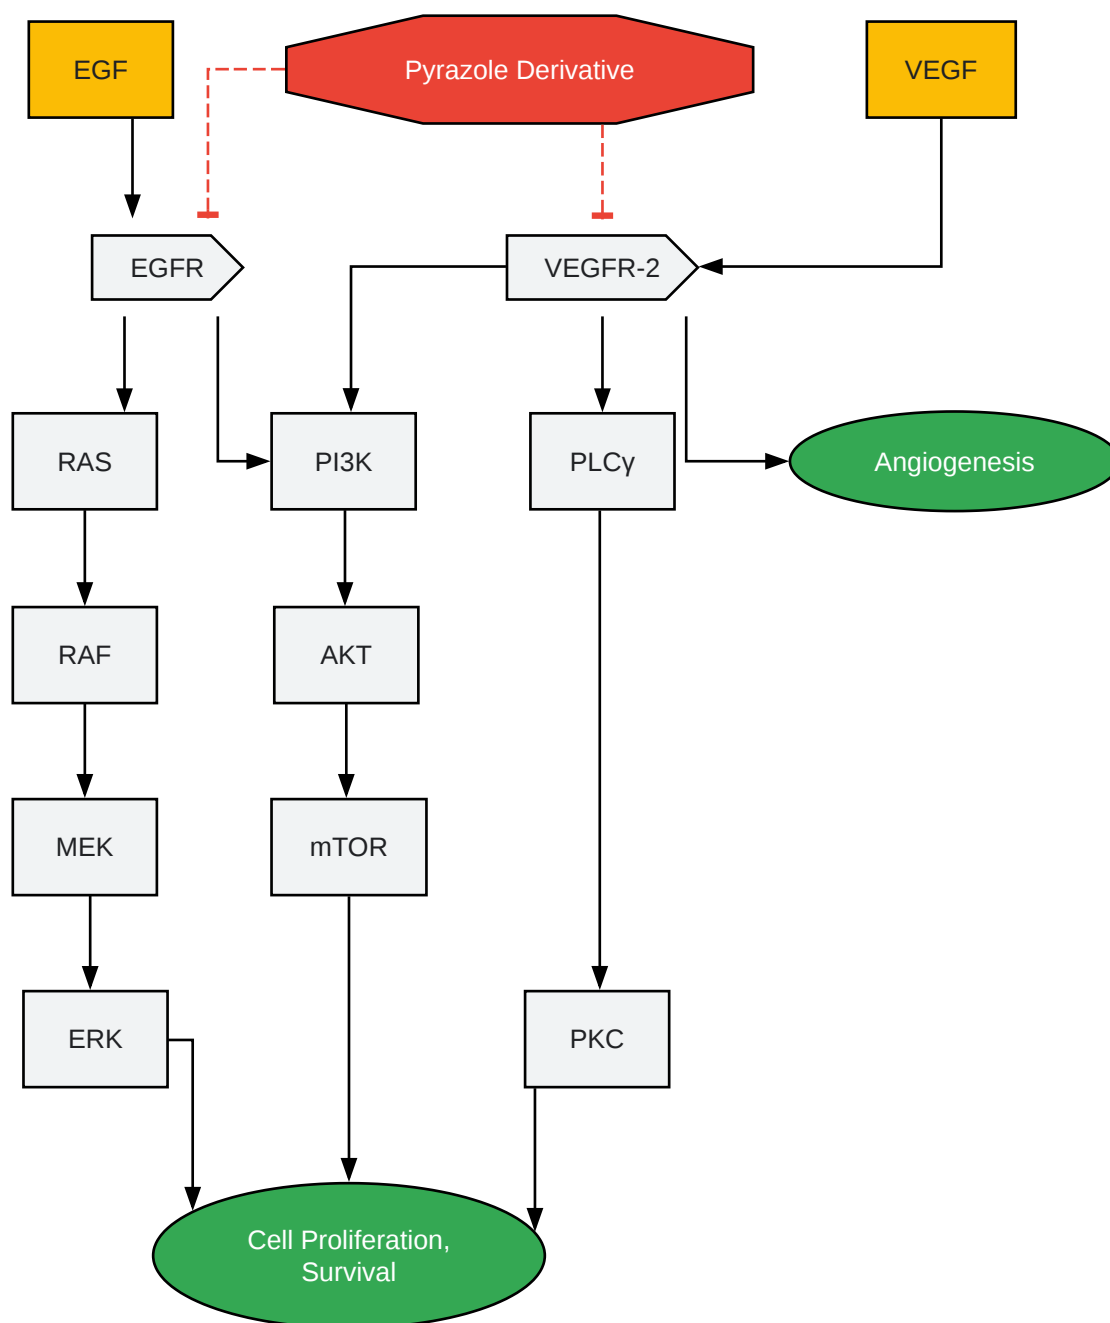 EGF
Pyrazole Derivative
VEGF
EGFR
VEGFR-2
RAS
PI3K
PLCγ
Angiogenesis
RAF
AKT
MEK
mTOR
ERK
PKC
Cell Proliferation,
Survival